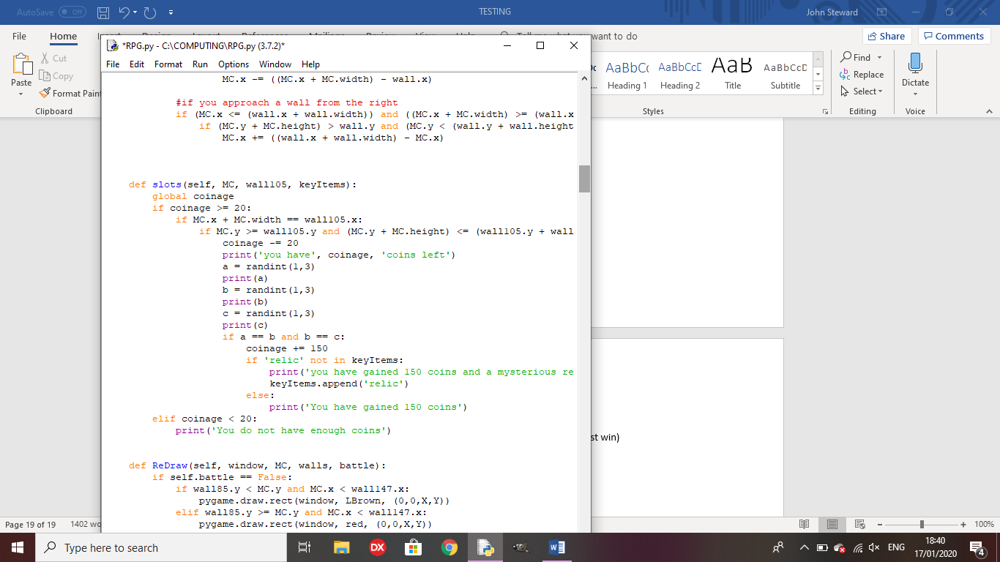 AutoSave Off
TESTING
John Steward
File Home
Tell me what you want to do
Share Comments
Paste
Cut
Copy
Format Paint
Clipboard
AaBbCc AaBbCcD AaB AaBbCcD
Heading 1 Heading 2 Title Subtitle
Styles
Find
Replace
Select
Editing
Dictate
Voice
*RPG.py - C:\COMPUTING\RPG.py (3.7.2)*
File Edit Format Run Options Window Help
MC.x -= ((MC.x + MC.width) - wall.x)
#if you approach a wall from the right
if (MC.x <= (wall.x + wall.width)) and ((MC.x + MC.width) >= (wall.x
if (MC.y + MC.height) > wall.y and (MC.y < (wall.y + wall.height
MC.x += ((wall.x + wall.width) - MC.x)
def slots(self, MC, wall105, keyItems):
global coinage
if coinage >= 20:
if MC.x + MC.width == wall105.x:
if MC.y >= wall105.y and (MC.y + MC.height) <= (wall105.y + wall
coinage -= 20
print('you have', coinage, 'coins left')
a = randint(1,3)
print(a)
b = randint(1,3)
print(b)
c = randint(1,3)
print(c)
if a == b and b == c:
coinage += 150
if 'relic' not in keyItems:
print('you have gained 150 coins and a mysterious re
keyItems.append('relic')
else:
print('You have gained 150 coins')
elif coinage < 20:
print('You do not have enough coins')
def ReDraw(self, window, MC, walls, battle):
if self.battle == False:
if wall85.y < MC.y and MC.x < wall147.x:
pygame.draw.rect(window, LBrown, (0,0,X,Y))
elif wall85.y >= MC.y and MC.x < wall147.x:
pygame.draw.rect(window, red, (0,0,X,Y))
st win)
Page 19 of 19 1402 wo
100%
Type here to search
DX
ENG
18:40
17/01/2020
4